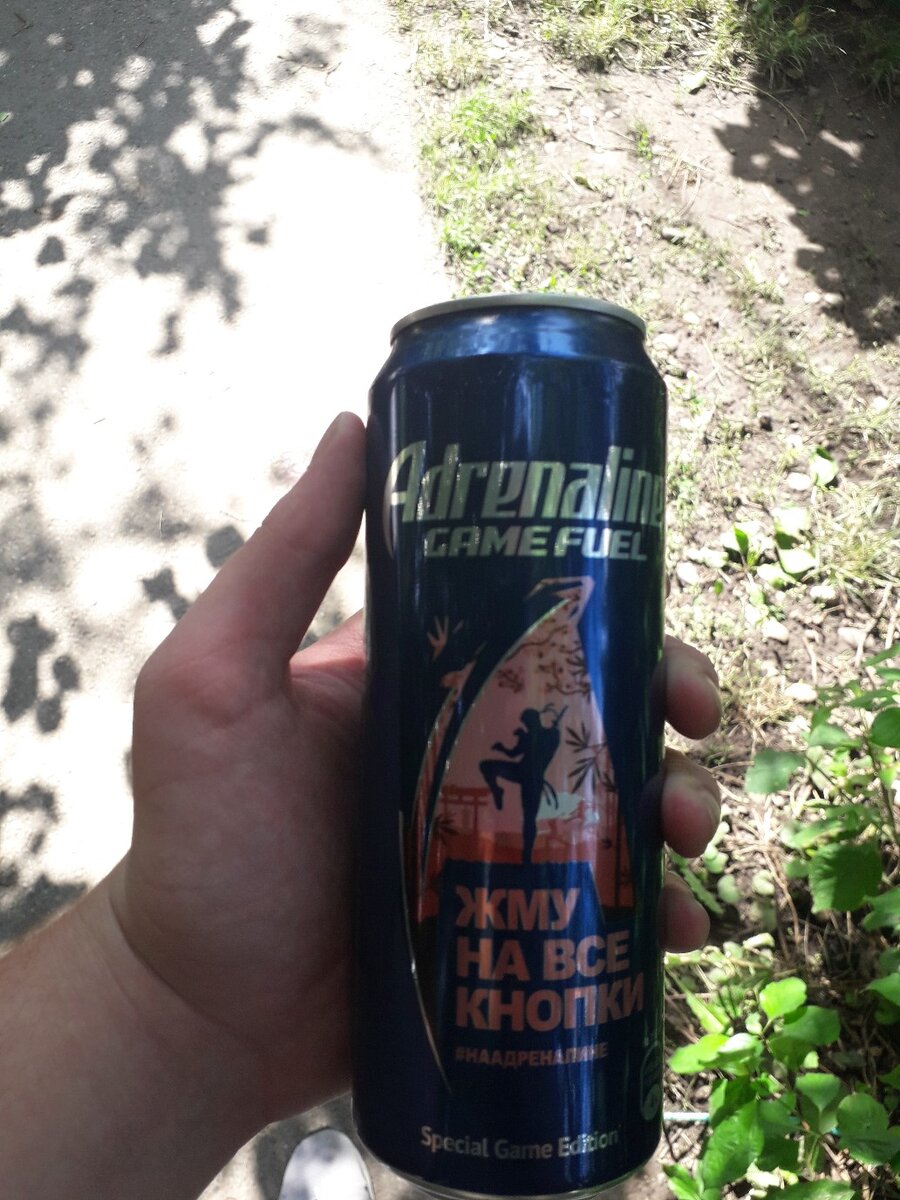 Adrenaline
GAME FUEL
ЖМУ
НА ВСЕ
КНОПКИ
#НААДРЕНАЛИНЕ
Special Game Edition